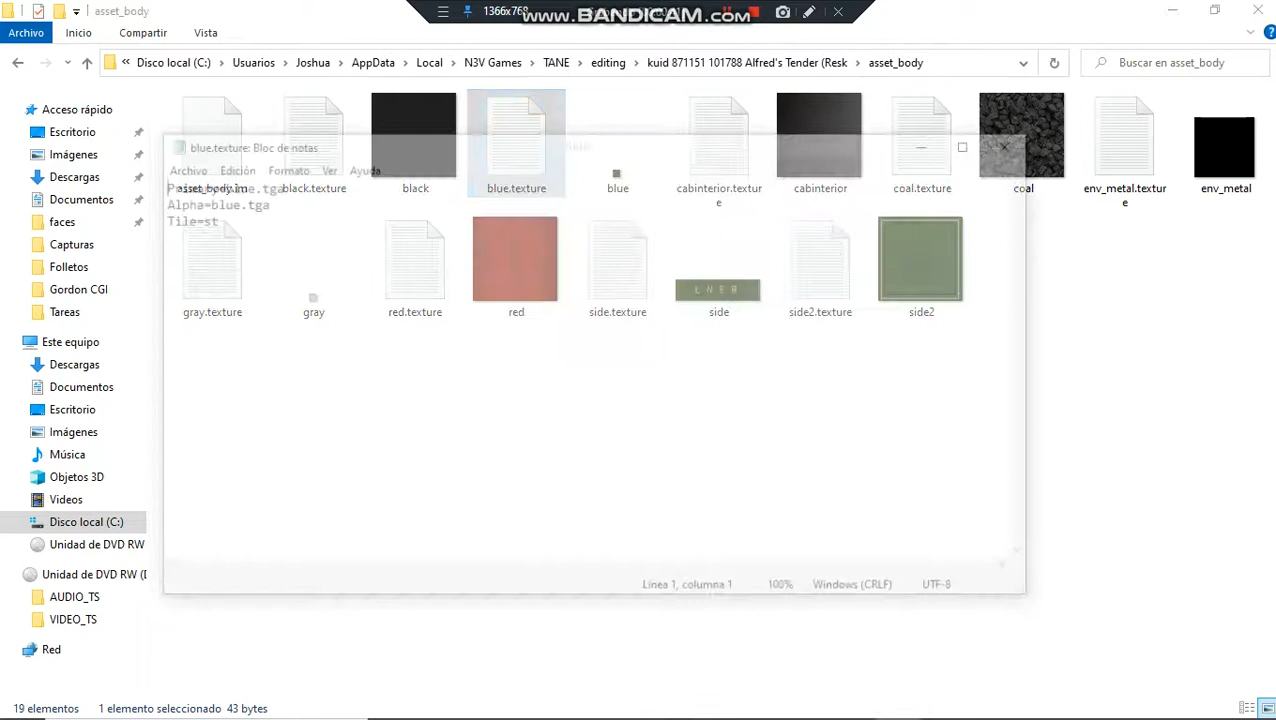 asset_body
1366x768
www.BANDICAM.com
Archivo
Inicio
Compartir
Vista
Disco local (C:)
Usuarios
Joshua
AppData
Local
N3V Games
TANE
editing
kuid 871151 101788 Alfred's Tender (Resk
asset_body
Buscar en asset_body
Acceso rápido
Escritorio
Imágenes
Descargas
Documentos
faces
Capturas
Folletos
Gordon CGI
Tareas
Este equipo
Descargas
Documentos
Escritorio
Imágenes
Música
Objetos 3D
Videos
Disco local (C:)
Unidad de DVD RW
Unidad de DVD RW (D
AUDIO_TS
VIDEO_TS
Red
blue.texture: Bloc de notas
Archivo
Edición
Formato
Ver
Ayuda
Alpha=blue.tga
Tile=st
asset_body.im
black.texture
black
blue.texture
blue
cabinterior.textur
e
cabinterior
coal.texture
coal
env_metal.textur
e
env_metal
gray.texture
gray
red.texture
red
side.texture
L N E R
side
side2.texture
side2
Línea 1, columna 1
100%
Windows (CRLF)
UTF-8
19 elementos
1 elemento seleccionado
43 bytes